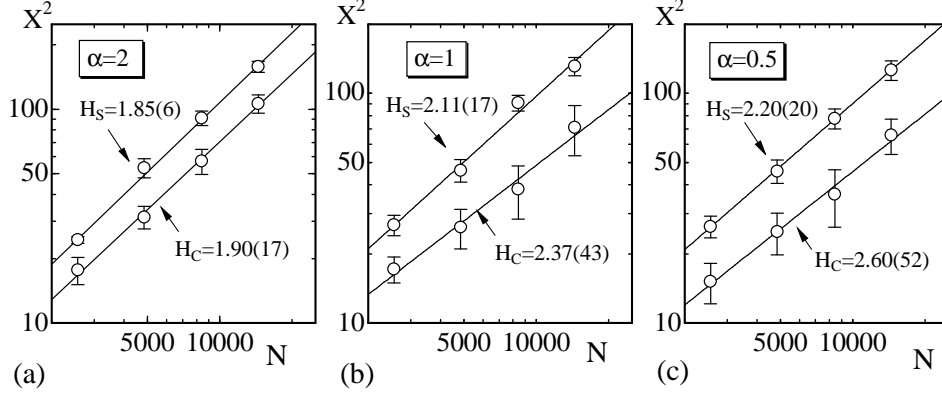 X²
α=2
100
50
10
H_S=1.85(6)
H_C=1.90(17)
5000
10000
N
(a)
X²
α=1
100
50
10
H_S=2.11(17)
H_C=2.37(43)
5000
10000
N
(b)
X²
α=0.5
100
50
10
H_S=2.20(20)
H_C=2.60(52)
5000
10000
N
(c)